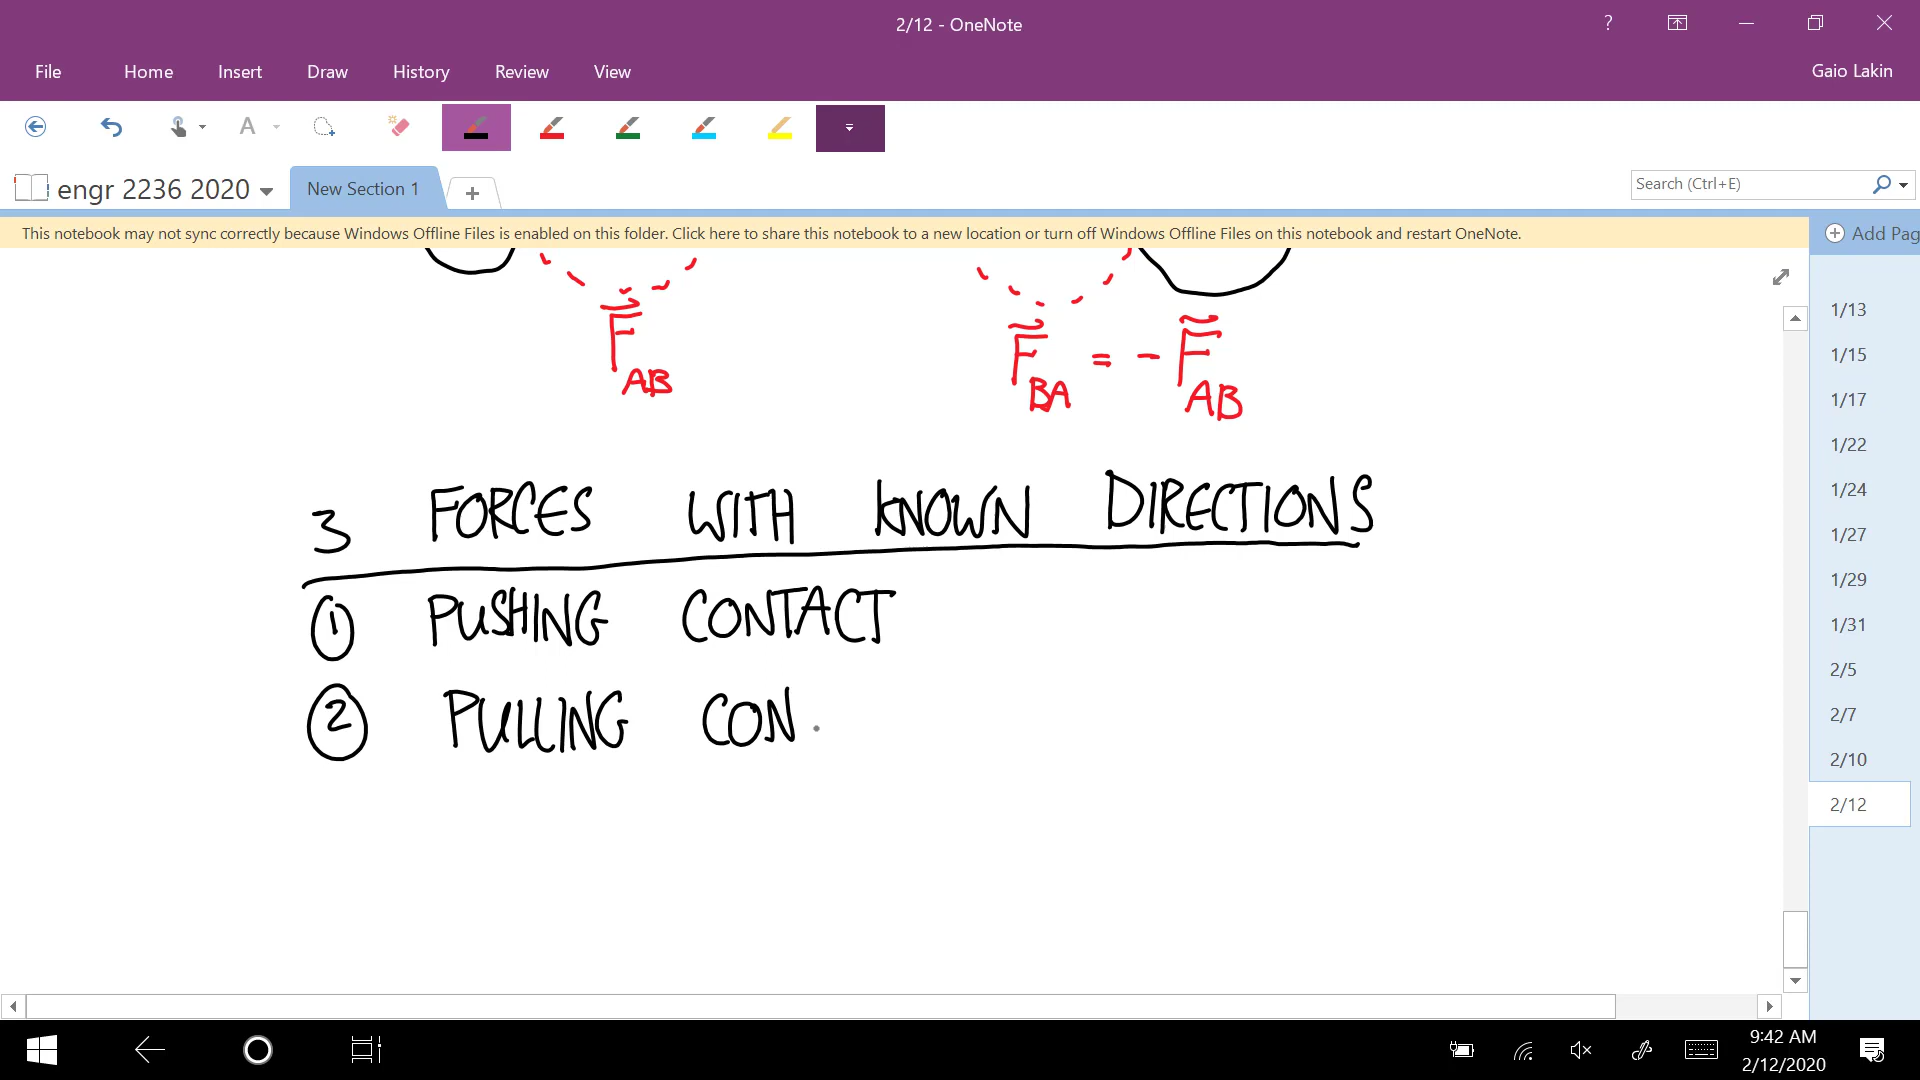 2/12 - OneNote
?
File Home Insert Draw History Review View
Gaio Lakin
A
engr 2236 2020
New Section 1
+
Search (Ctrl+E)
This notebook may not sync correctly because Windows Offline Files is enabled on this folder. Click here to share this notebook to a new location or turn off Windows Offline Files on this notebook and restart OneNote.
Add Pag
F AB
F BA = - F AB
3 FORCES WITH KNOWN DIRECTIONS
① PUSHING CONTACT
② PULLING CON
1/13
1/15
1/17
1/22
1/24
1/27
1/29
1/31
2/5
2/7
2/10
2/12
9:42 AM
2/12/2020